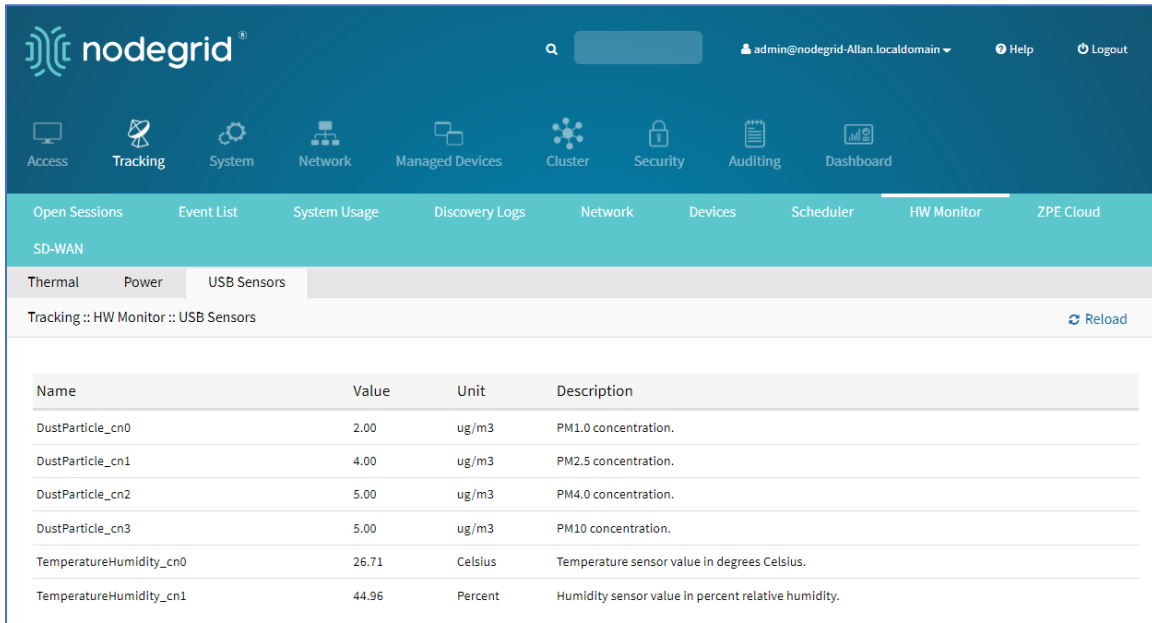 nodegrid ®
admin@nodegrid-Allan.localdomain Help Logout
Access Tracking System Network Managed Devices Cluster Security Auditing Dashboard
Open Sessions Event List System Usage Discovery Logs Network Devices Scheduler HW Monitor ZPE Cloud
SD-WAN
Thermal Power USB Sensors
Tracking :: HW Monitor :: USB Sensors Reload
Name Value Unit Description
DustParticle_cn0 2.00 ug/m3 PM1.0 concentration.
DustParticle_cn1 4.00 ug/m3 PM2.5 concentration.
DustParticle_cn2 5.00 ug/m3 PM4.0 concentration.
DustParticle_cn3 5.00 ug/m3 PM10 concentration.
TemperatureHumidity_cn0 26.71 Celsius Temperature sensor value in degrees Celsius.
TemperatureHumidity_cn1 44.96 Percent Humidity sensor value in percent relative humidity.